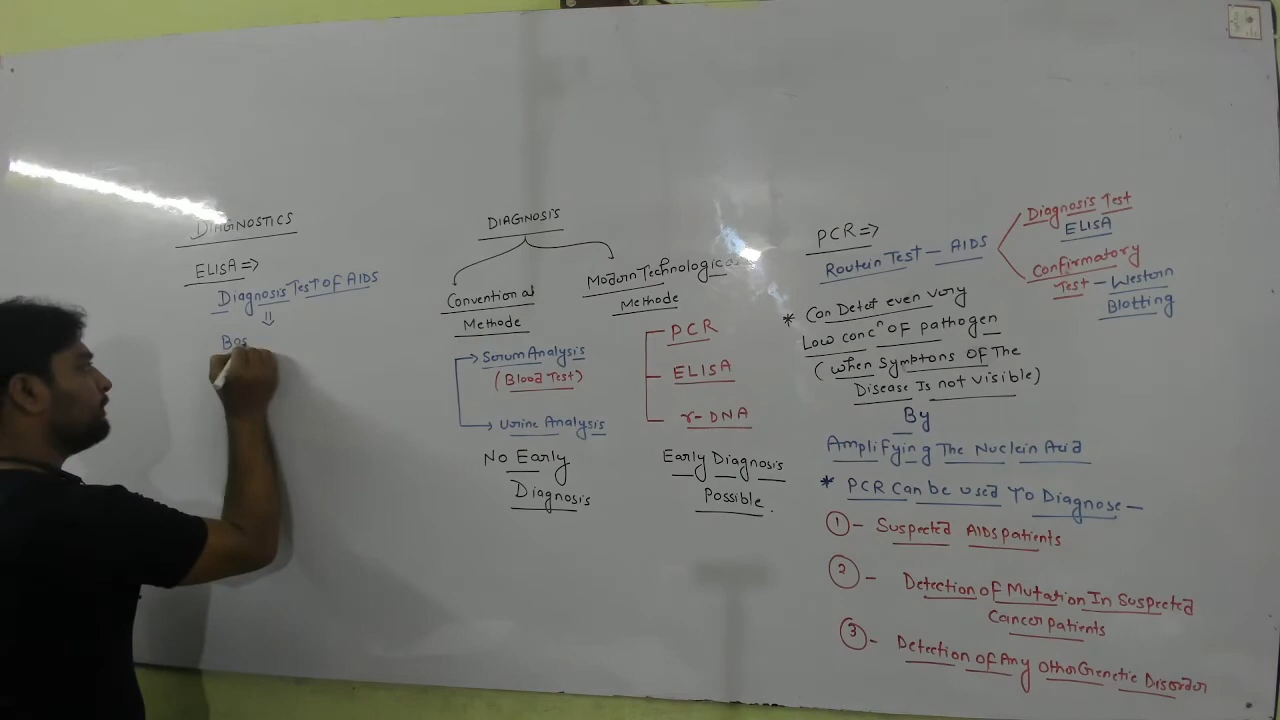 DIAGNOSTICS
ELISA =>
Diagnosis Test OF AIDS
⇓
Bas
DIAGNOSIS
Conventional
Methode
Serum Analysis
(Blood Test)
Urine Analysis
No Early
Diagnosis
Modern Technological
Methode
PCR
ELISA
r-DNA
Early Diagnosis
Possible.
PCR =>
Routein Test - AIDS
Diagnosis Test
ELISA
Confirmatory
Test - Western
Blotting
* Can Detect even very
Low concⁿ OF pathogen
(when Symptons OF The
Disease Is not visible)
By
Amplifying The Nuclein Acid
* PCR Can be used To Diagnose -
① - Suspected AIDS patients
② - Detection of Mutation In Suspected
Cancer patients
③ - Detection of Any Other Genetic Disorder